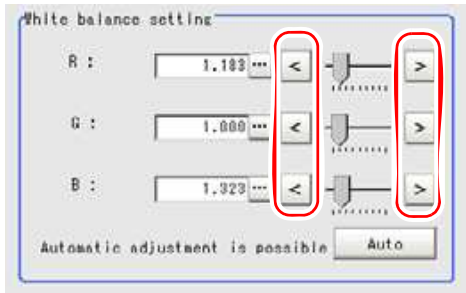 White balance setting
R : 1.183 ... < >
G : 1.000 ... < >
B : 1.323 ... < >
Automatic adjustment is possible Auto